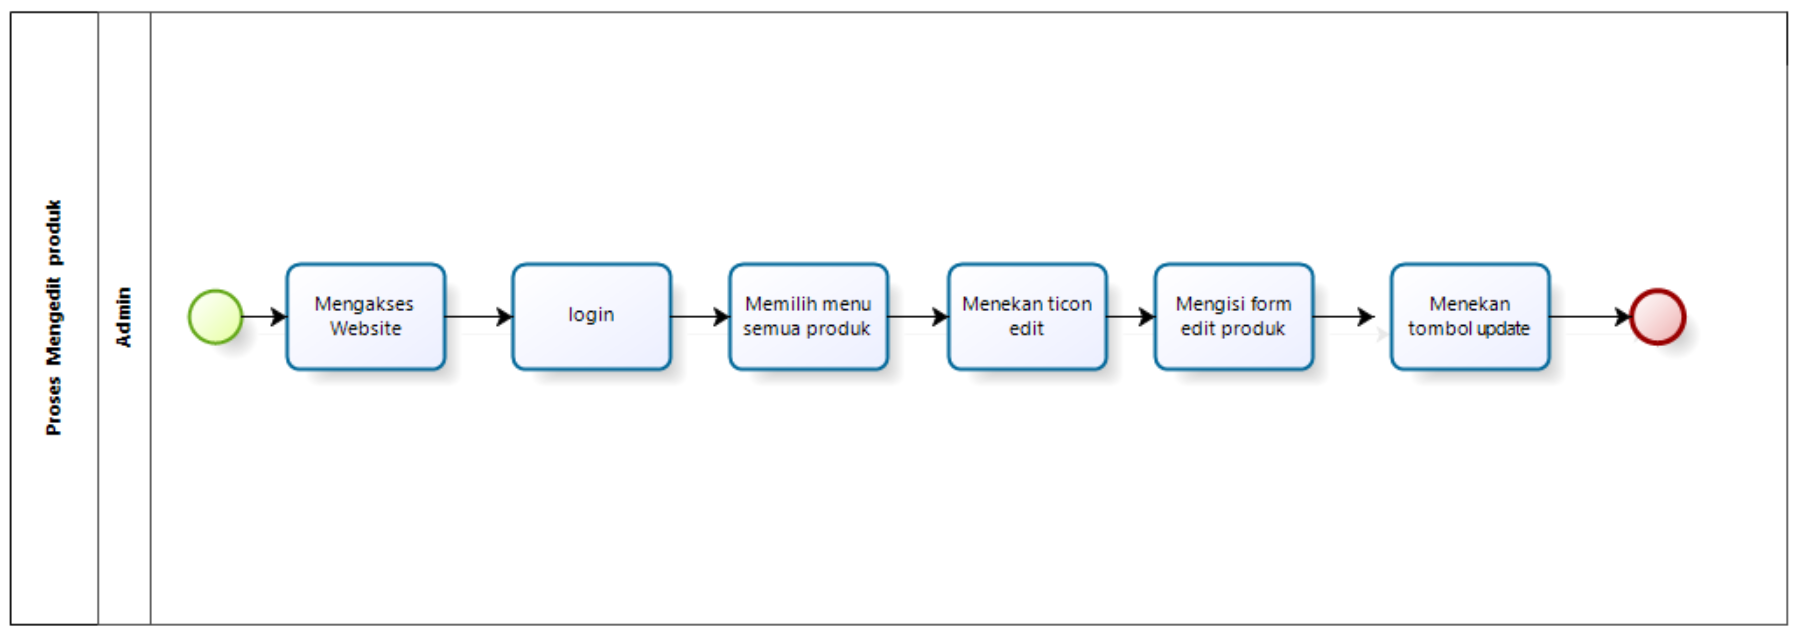 Proses Mengedit produk
Admin
Mengakses
Website
login
Memilih menu
semua produk
Menekan ticon
edit
Mengisi form
edit produk
Menekan
tombol update